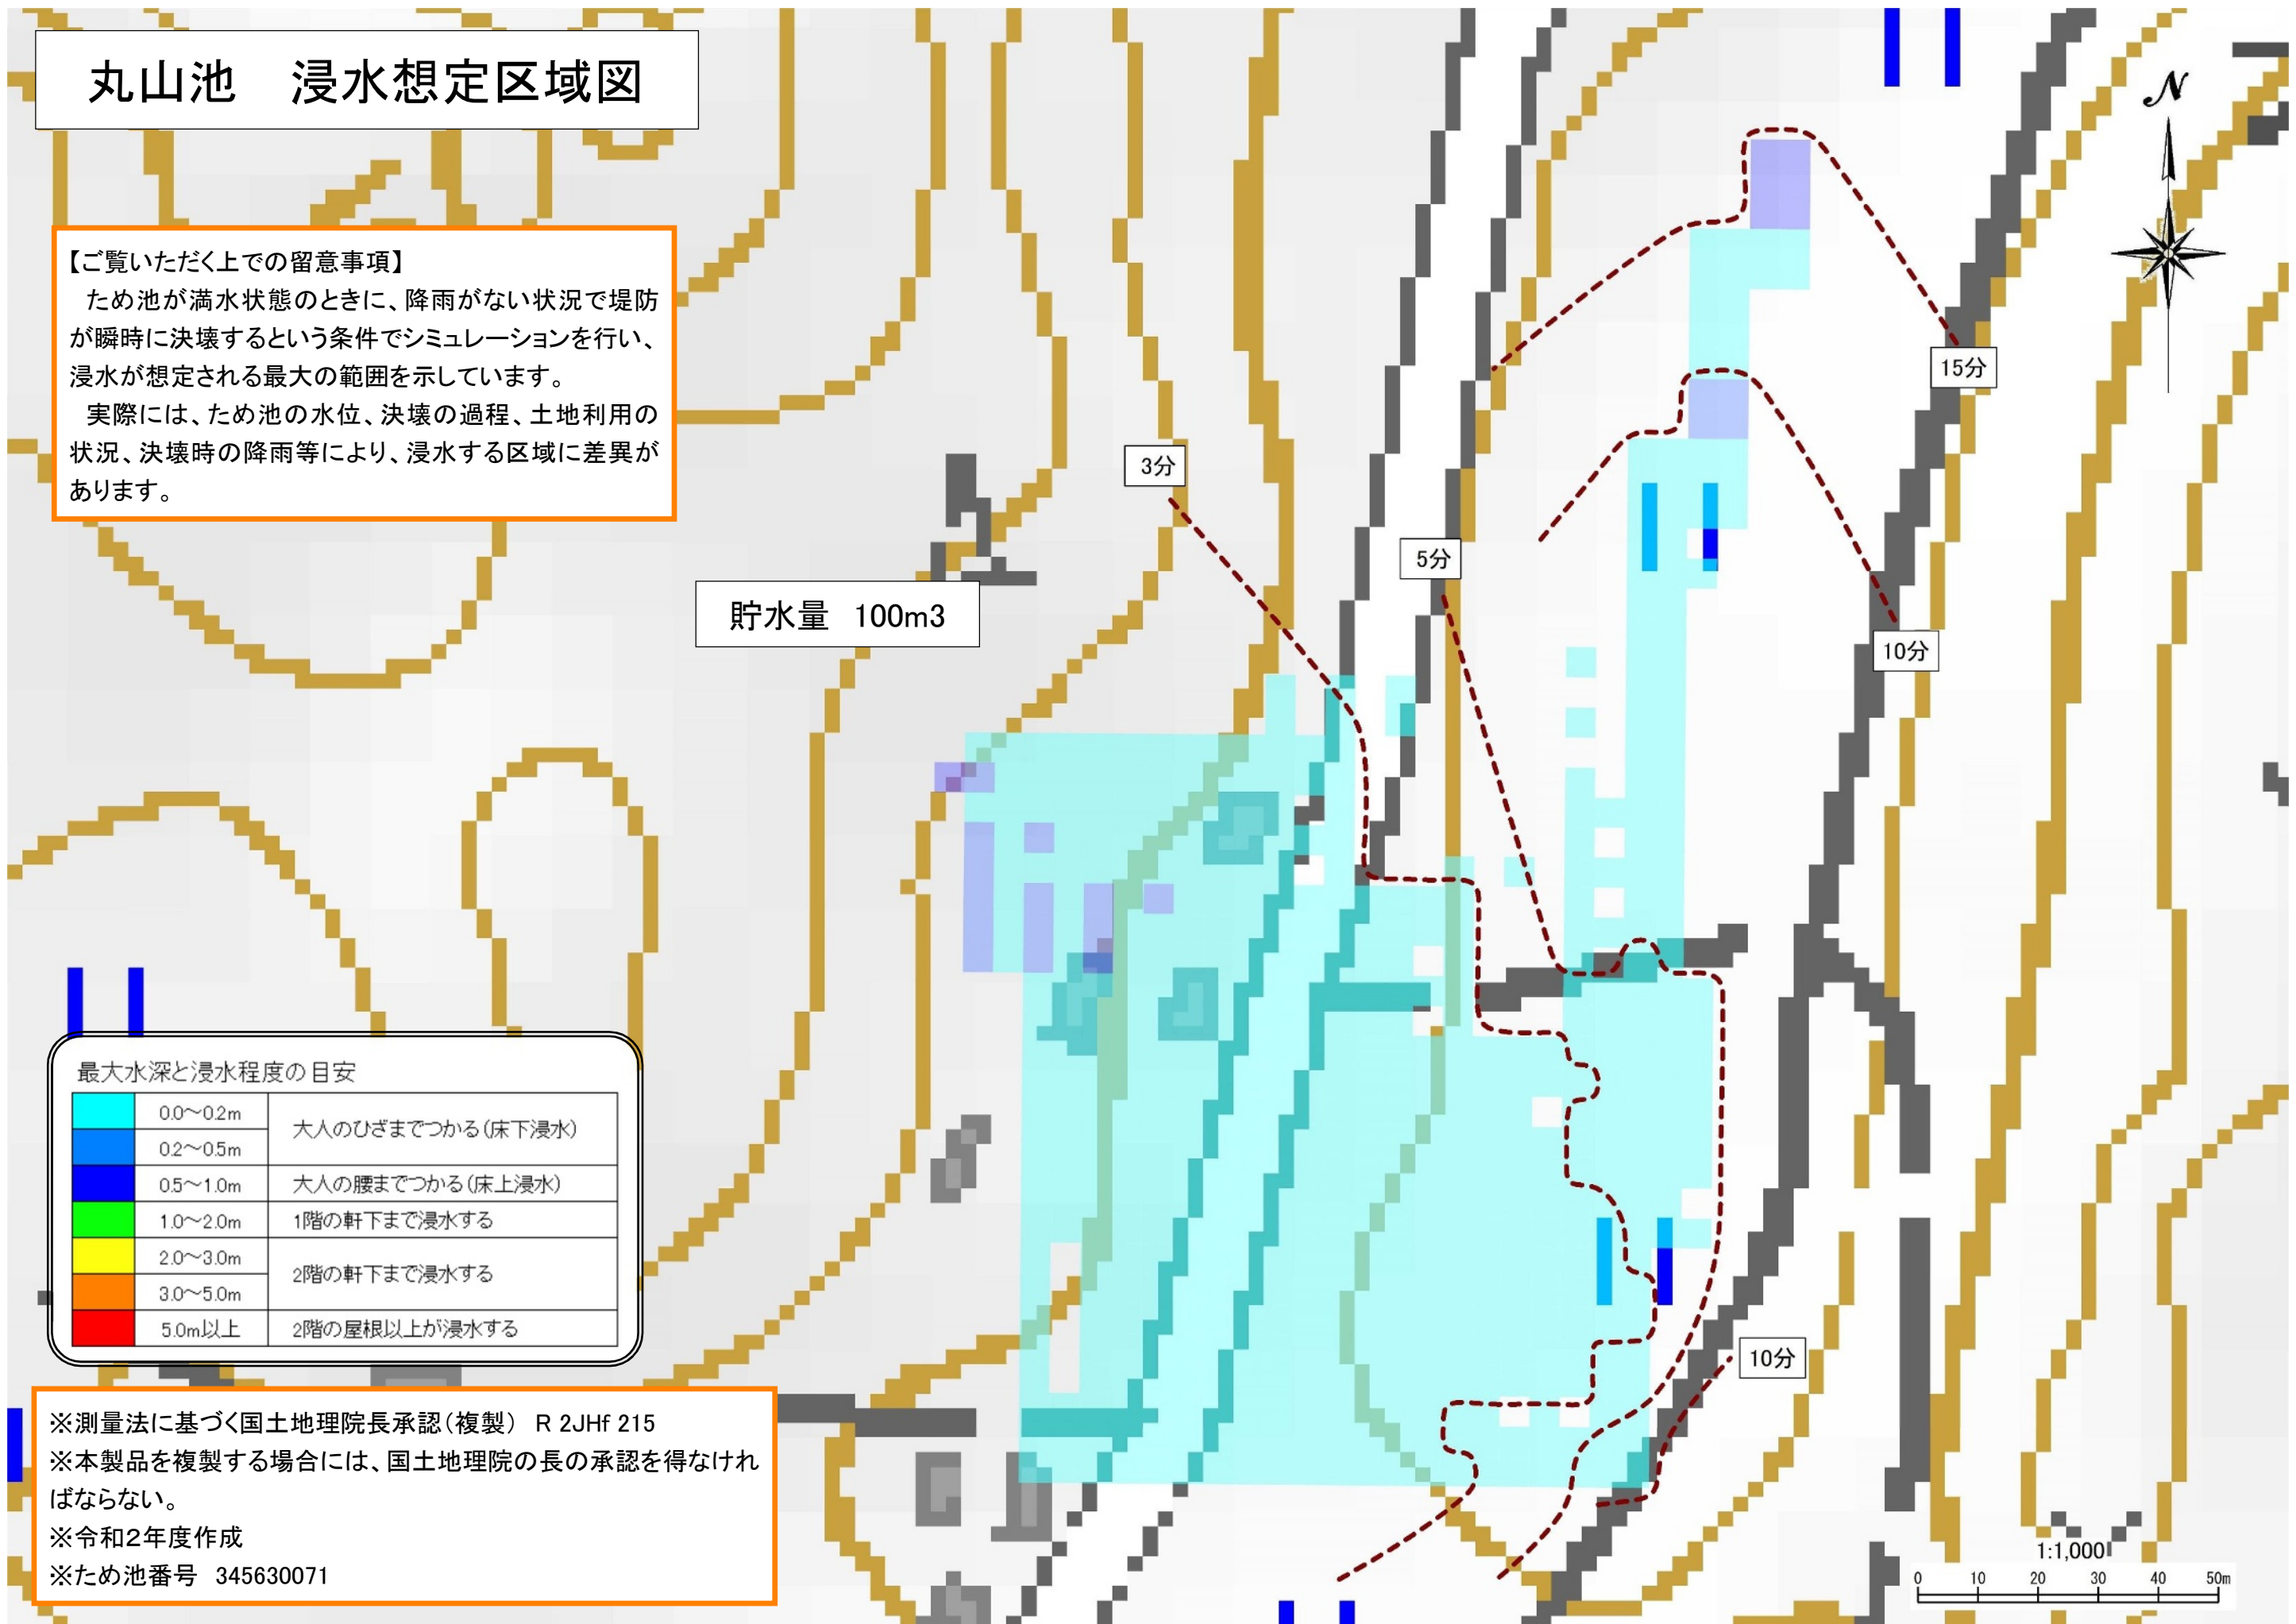 丸山池　浸水想定区域図
N
【ご覧いただく上での留意事項】
　ため池が満水状態のときに、降雨がない状況で堤防
が瞬時に決壊するという条件でシミュレーションを行い、
浸水が想定される最大の範囲を示しています。
　実際には、ため池の水位、決壊の過程、土地利用の
状況、決壊時の降雨等により、浸水する区域に差異が
あります。
15分
3分
5分
貯水量　100m3
10分
最大水深と浸水程度の目安
0.0～0.2m
大人のひざまでつかる（床下浸水）
0.2～0.5m
0.5～1.0m　大人の腰までつかる（床上浸水）
1.0～2.0m　1階の軒下まで浸水する
2.0～3.0m
2階の軒下まで浸水する
3.0～5.0m
5.0m以上　2階の屋根以上が浸水する
10分
※測量法に基づく国土地理院長承認（複製）　R 2JHf 215
※本製品を複製する場合には、国土地理院の長の承認を得なけれ
ばならない。
※令和２年度作成
※ため池番号　345630071
1:1,000
0 10 20 30 40 50m